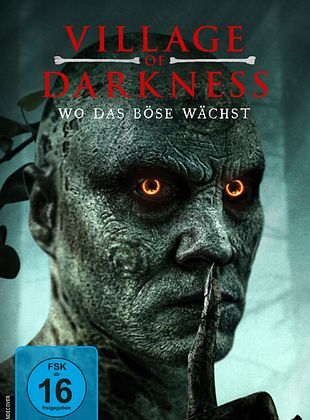 VILLAGE
OF
DARKNESS
WO DAS BÖSE WÄCHST
FSK
ab
16
freigegeben